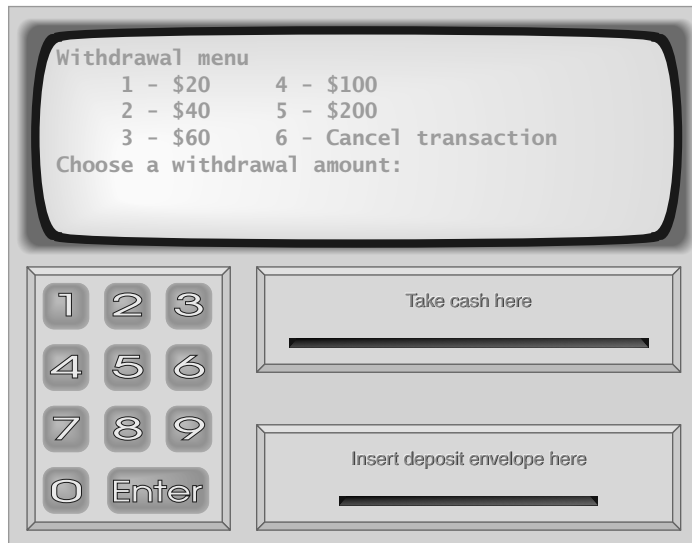 Withdrawal menu
1 - $20 4 - $100
2 - $40 5 - $200
3 - $60 6 - Cancel transaction
Choose a withdrawal amount:
1 2 3
4 5 6
7 8 9
0 Enter
Take cash here
Insert deposit envelope here